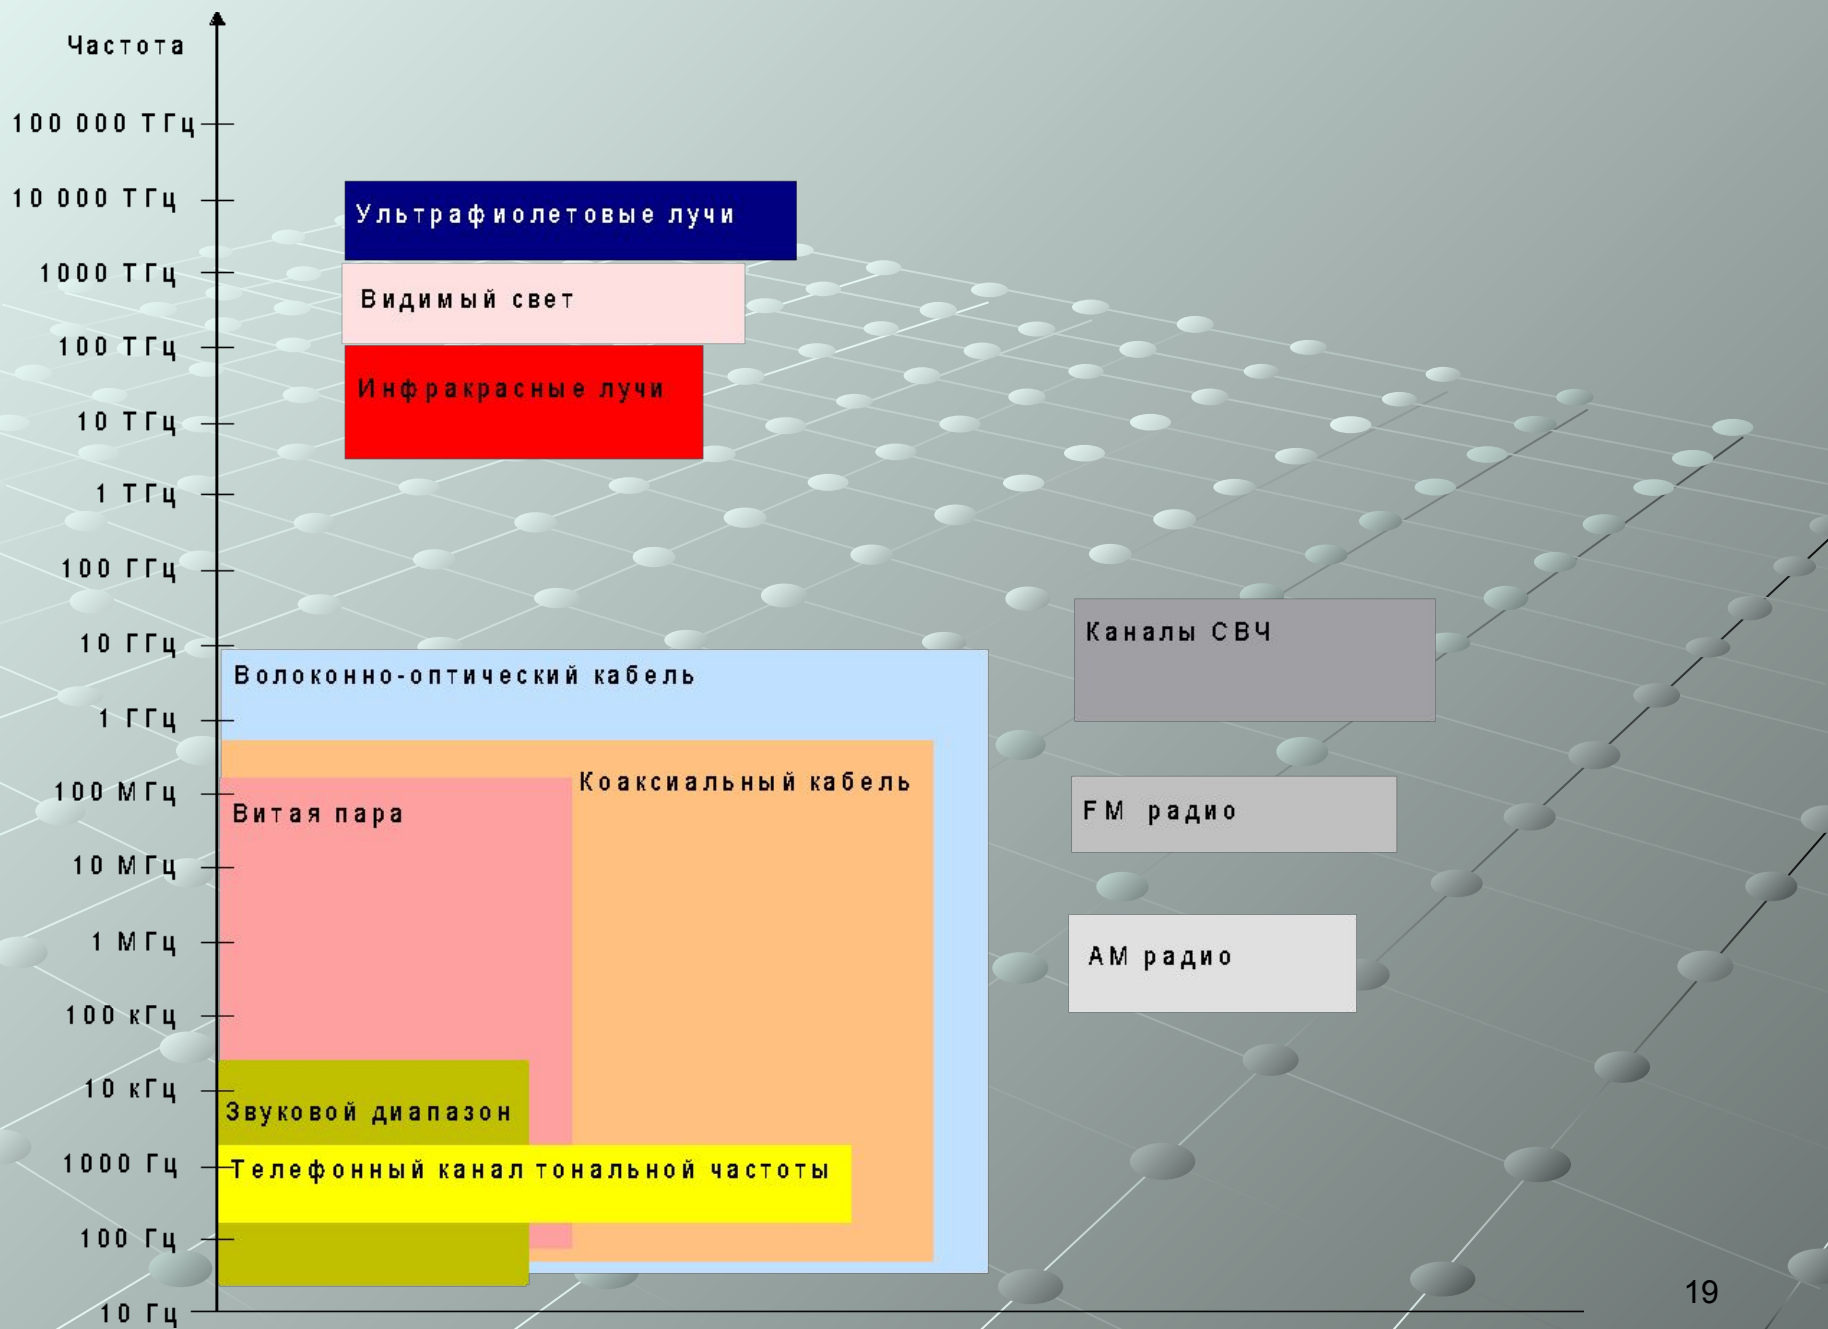 Частота
100 000 ТГц
10 000 ТГц
Ультрафиолетовые лучи
1000 ТГц
Видимый свет
100 ТГц
Инфракрасные лучи
10 ТГц
1 ТГц
100 ГГц
Каналы СВЧ
10 ГГц
Волоконно-оптический кабель
1 ГГц
Коаксиальный кабель
100 МГц
Витая пара
FM радио
10 МГц
1 МГц
АМ радио
100 кГц
10 кГц
Звуковой диапазон
1000 Гц
Телефонный канал тональной частоты
100 Гц
10 Гц
19